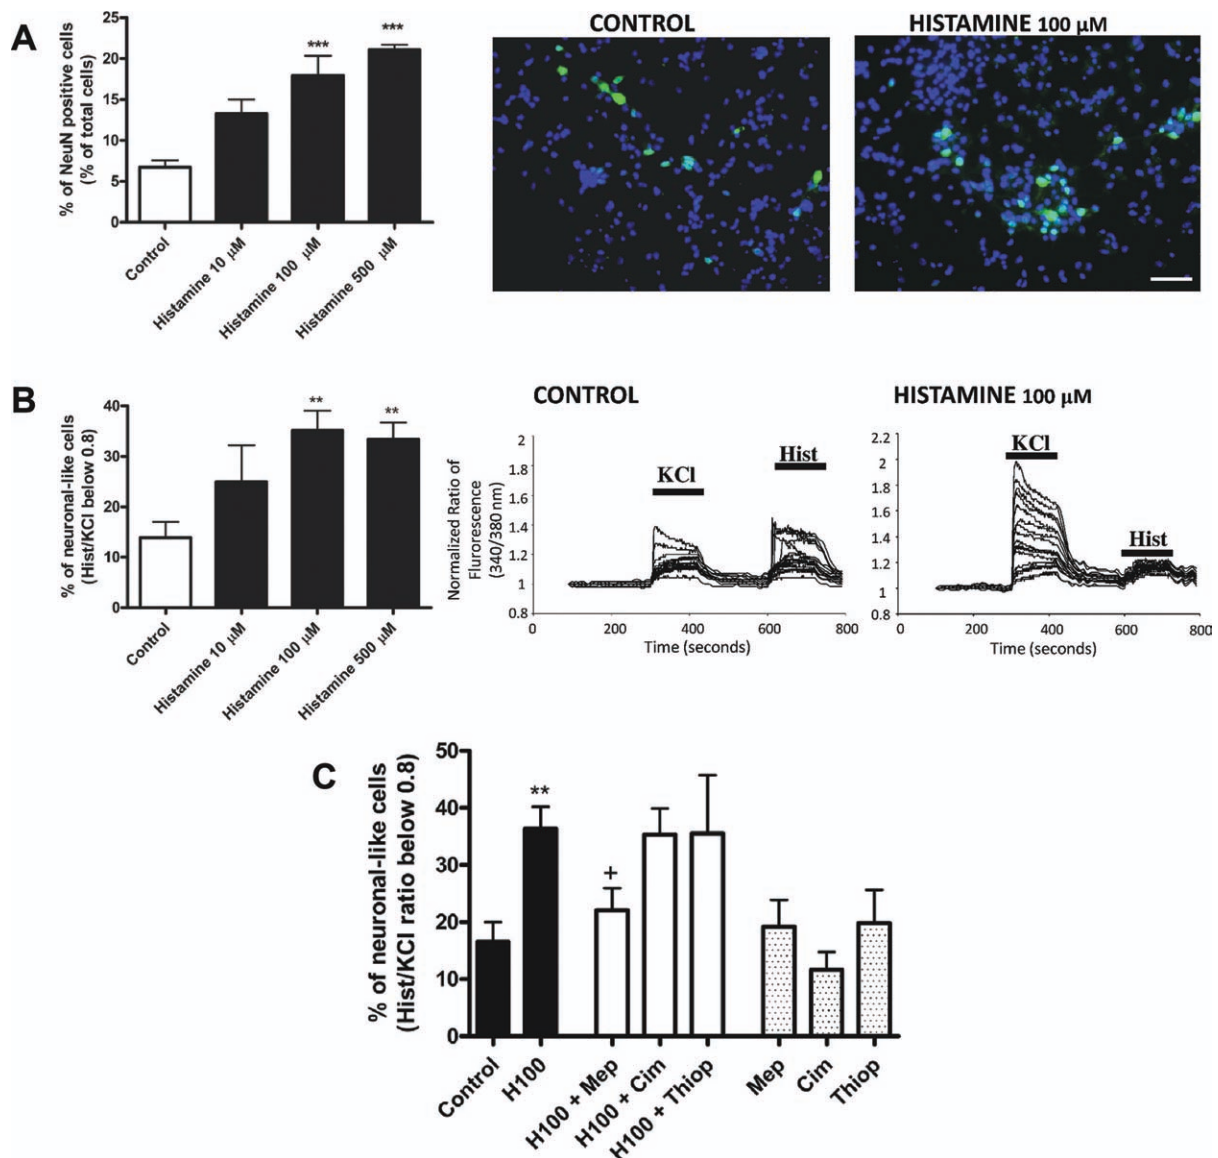 A
% of NeuN positive cells
(% of total cells)
25
20
15
10
5
0
***
***
Control
Histamine 10 μM
Histamine 100 μM
Histamine 500 μM
CONTROL
HISTAMINE 100 μM
B
% of neuronal-like cells
(Hist/KCl below 0.8)
40
30
20
10
0
**
**
Control
Histamine 10 μM
Histamine 100 μM
Histamine 500 μM
CONTROL
Normalized Ratio of
Flurorescence
(340/380 nm)
2
1.8
1.6
1.4
1.2
1
0.8
KCl
Hist
0
200
400
600
800
Time (seconds)
HISTAMINE 100 μM
2.2
2
1.8
1.6
1.4
1.2
1
0.8
KCl
Hist
0
200
400
600
800
Time (seconds)
C
% of neuronal-like cells
(Hist/KCl ratio below 0.8)
50
40
30
20
10
0
**
+
Control
H100
H100 + Mep
H100 + Cim
H100 + Thiop
Mep
Cim
Thiop